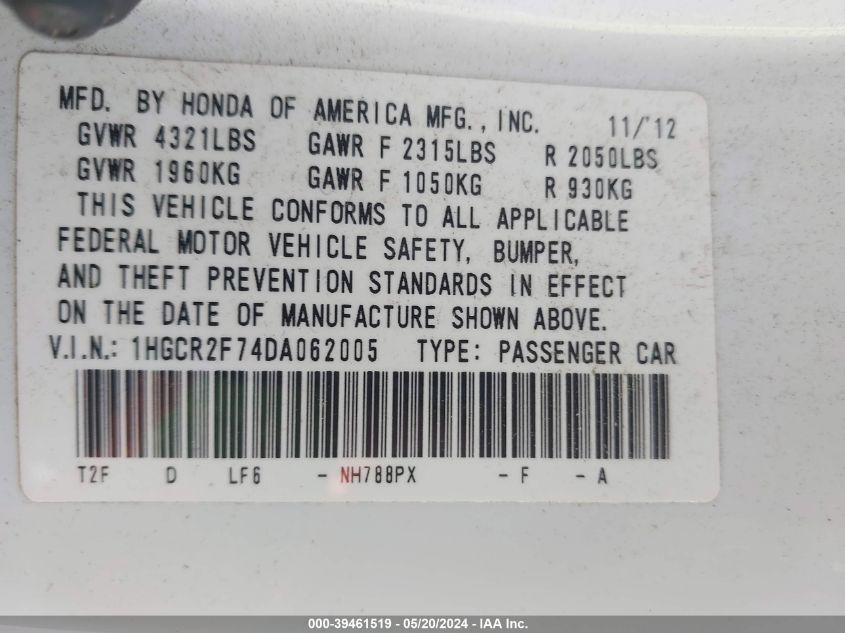 MFD. BY HONDA OF AMERICA MFG., INC. 11/'12
GVWR 4321LBS GAWR F 2315LBS R 2050LBS
GVWR 1960KG GAWR F 1050KG R 930KG
THIS VEHICLE CONFORMS TO ALL APPLICABLE
FEDERAL MOTOR VEHICLE SAFETY, BUMPER,
AND THEFT PREVENTION STANDARDS IN EFFECT
ON THE DATE OF MANUFACTURE SHOWN ABOVE.
V.I.N.: 1HGCR2F74DA062005 TYPE: PASSENGER CAR
T2F D LF6 - NH788PX - F - A
000-39461519 - 05/20/2024 - IAA Inc.